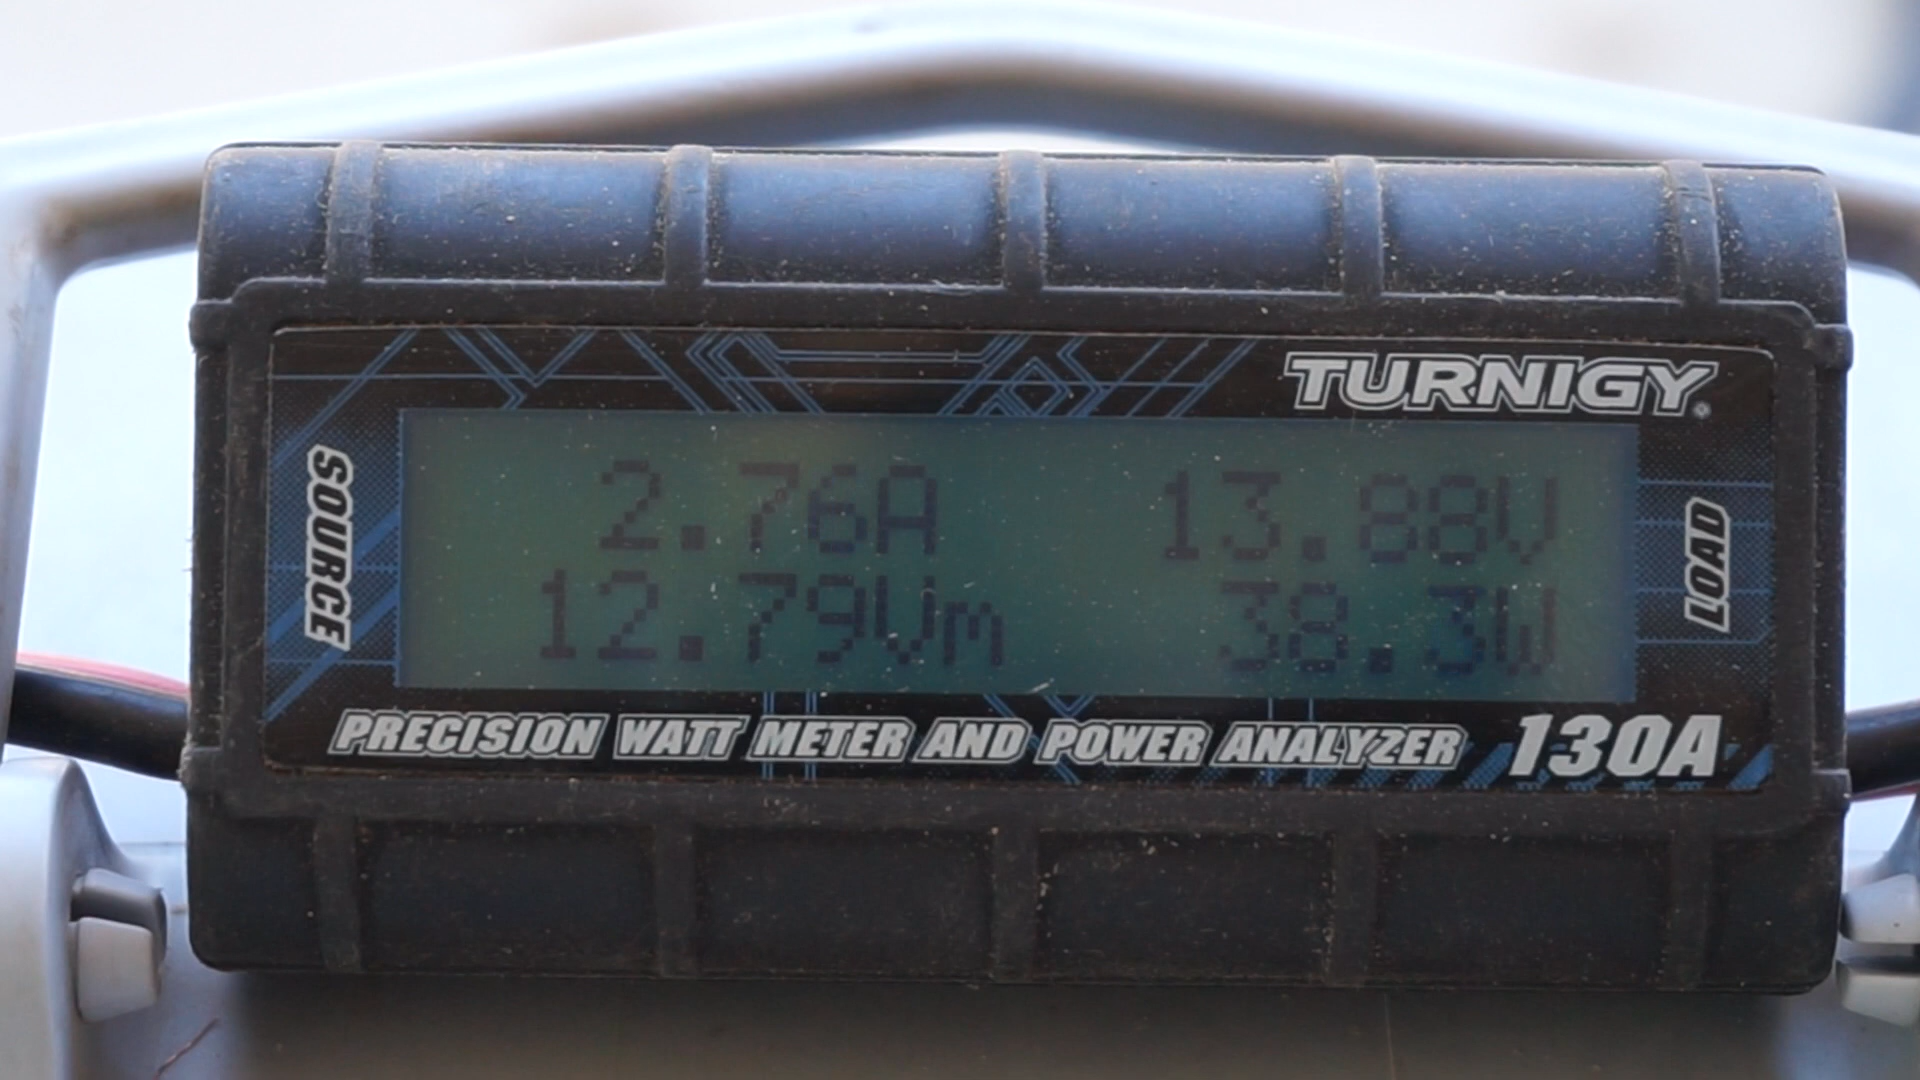 TURNIGY
SOURCE
2.76A 13.88V
12.79Vm 38.3W
LOAD
PRECISION WATT METER AND POWER ANALYZER 130A